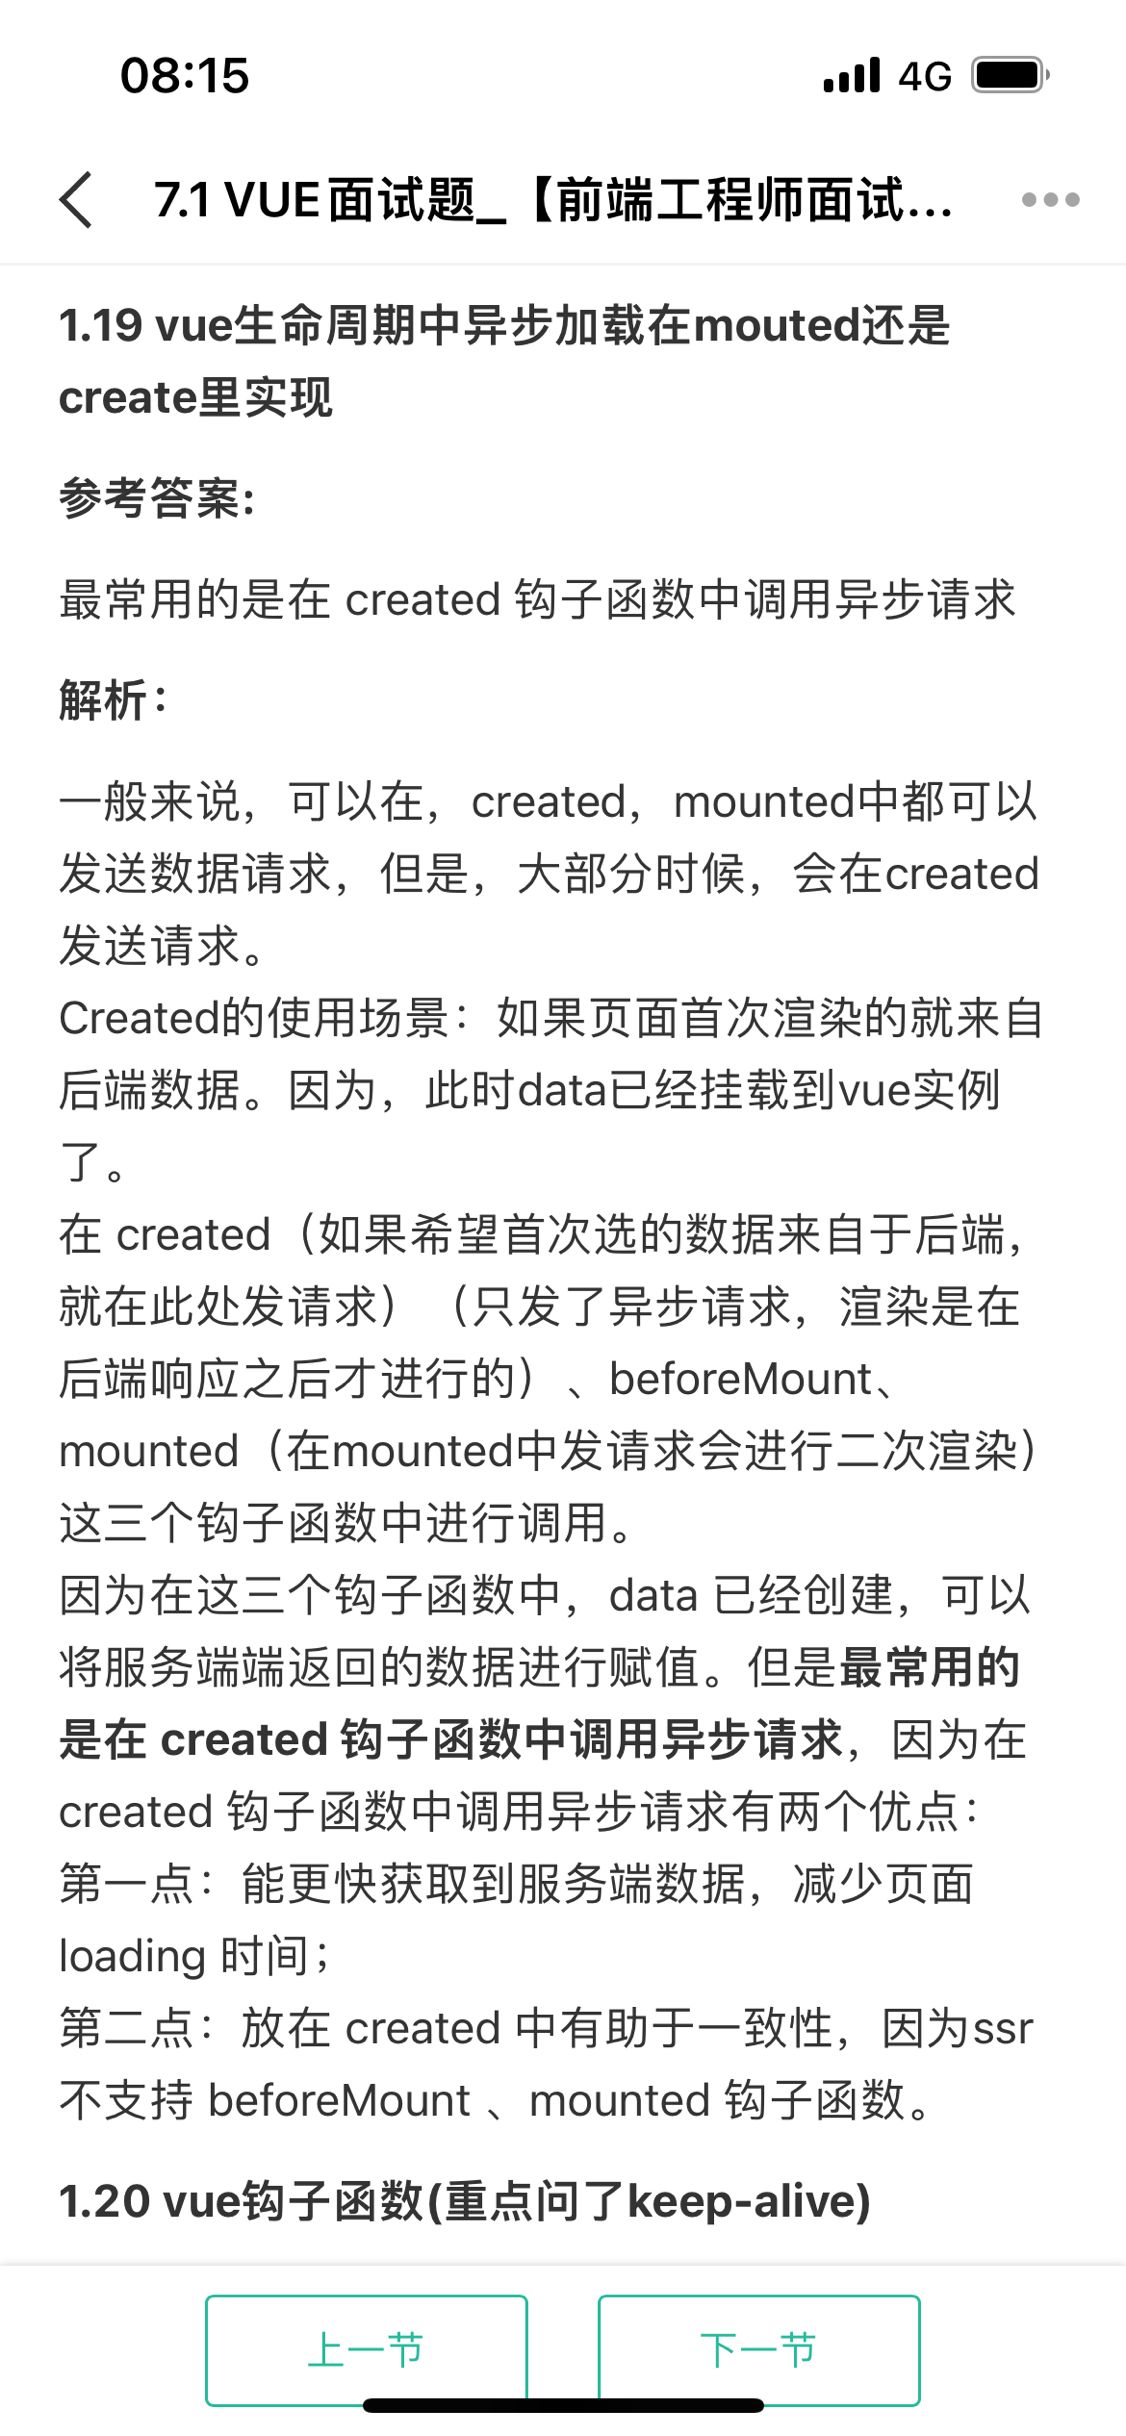 08:15
4G
7.1 VUE面试题_【前端工程师面试...
1.19 vue生命周期中异步加载在mouted还是
create里实现
参考答案:
最常用的是在 created 钩子函数中调用异步请求
解析：
一般来说，可以在，created，mounted中都可以
发送数据请求，但是，大部分时候，会在created
发送请求。
Created的使用场景：如果页面首次渲染的就来自
后端数据。因为，此时data已经挂载到vue实例
了。
在 created（如果希望首次选的数据来自于后端，
就在此处发请求）（只发了异步请求，渲染是在
后端响应之后才进行的）、beforeMount、
mounted（在mounted中发请求会进行二次渲染）
这三个钩子函数中进行调用。
因为在这三个钩子函数中，data 已经创建，可以
将服务端端返回的数据进行赋值。但是最常用的
是在 created 钩子函数中调用异步请求，因为在
created 钩子函数中调用异步请求有两个优点：
第一点：能更快获取到服务端数据，减少页面
loading 时间；
第二点：放在 created 中有助于一致性，因为ssr
不支持 beforeMount 、mounted 钩子函数。
1.20 vue钩子函数(重点问了keep-alive)
上一节
下一节